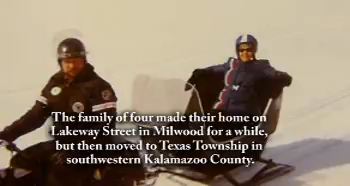 The family of four made their home on
Lakeway Street in Milwood for a while,
but then moved to Texas Township in
southwestern Kalamazoo County.